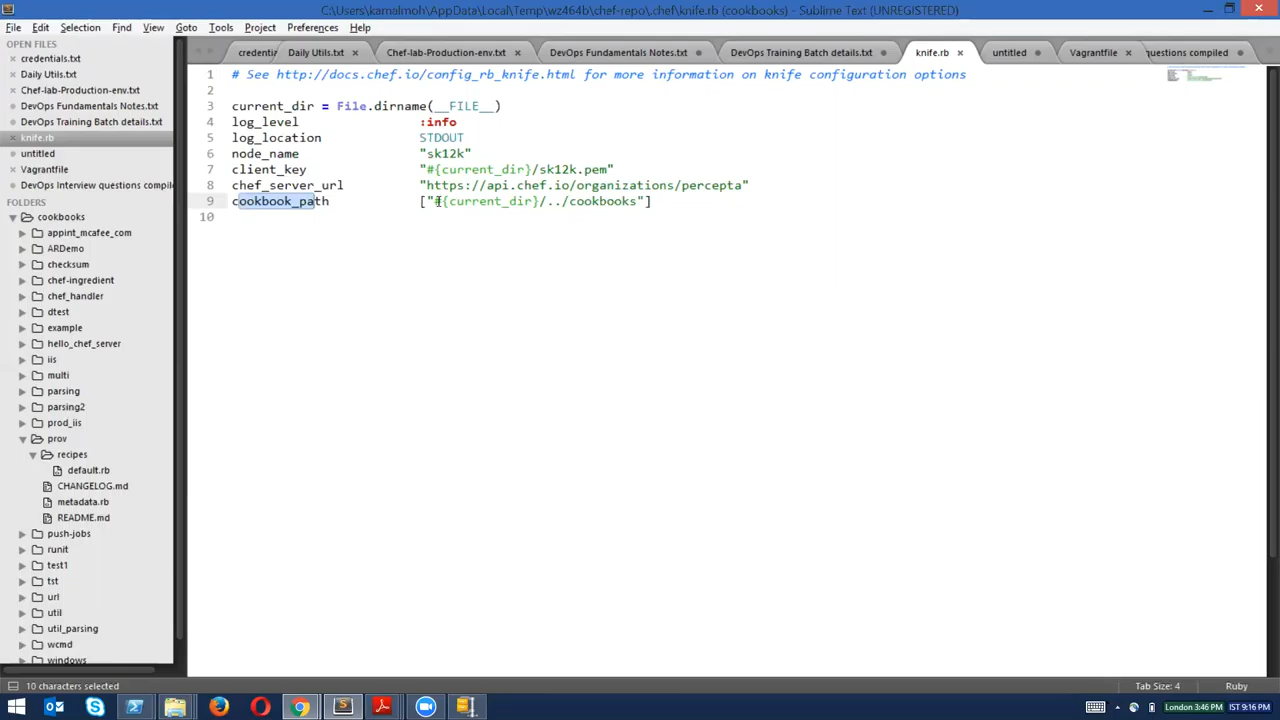 C:\Users\kamalmoh\AppData\Local\Temp\wz464b\chef-repo\.chef\knife.rb (cookbooks) - Sublime Text (UNREGISTERED)
File Edit Selection Find View Goto Tools Project Preferences Help
OPEN FILES
credentials.txt
Daily Utils.txt
Chef-lab-Production-env.txt
DevOps Fundamentals Notes.txt
DevOps Training Batch details.txt
knife.rb
untitled
Vagrantfile
DevOps Interview questions compile
FOLDERS
cookbooks
appint_mcafee_com
ARDemo
checksum
chef-ingredient
chef_handler
dtest
example
hello_chef_server
iis
multi
parsing
parsing2
prod_iis
prov
recipes
default.rb
CHANGELOG.md
metadata.rb
README.md
push-jobs
runit
test1
tst
url
util
util_parsing
wcmd
windows
credentia Daily Utils.txt Chef-lab-Production-env.txt DevOps Fundamentals Notes.txt DevOps Training Batch details.txt knife.rb untitled Vagrantfile questions compiled
1 # See http://docs.chef.io/config_rb_knife.html for more information on knife configuration options
2
3 current_dir = File.dirname(__FILE__)
4 log_level :info
5 log_location STDOUT
6 node_name "sk12k"
7 client_key "#{current_dir}/sk12k.pem"
8 chef_server_url "https://api.chef.io/organizations/percepta"
9 cookbook_path ["#{current_dir}/../cookbooks"]
10
10 characters selected Tab Size: 4 Ruby
London 3:46 PM IST 9:16 PM